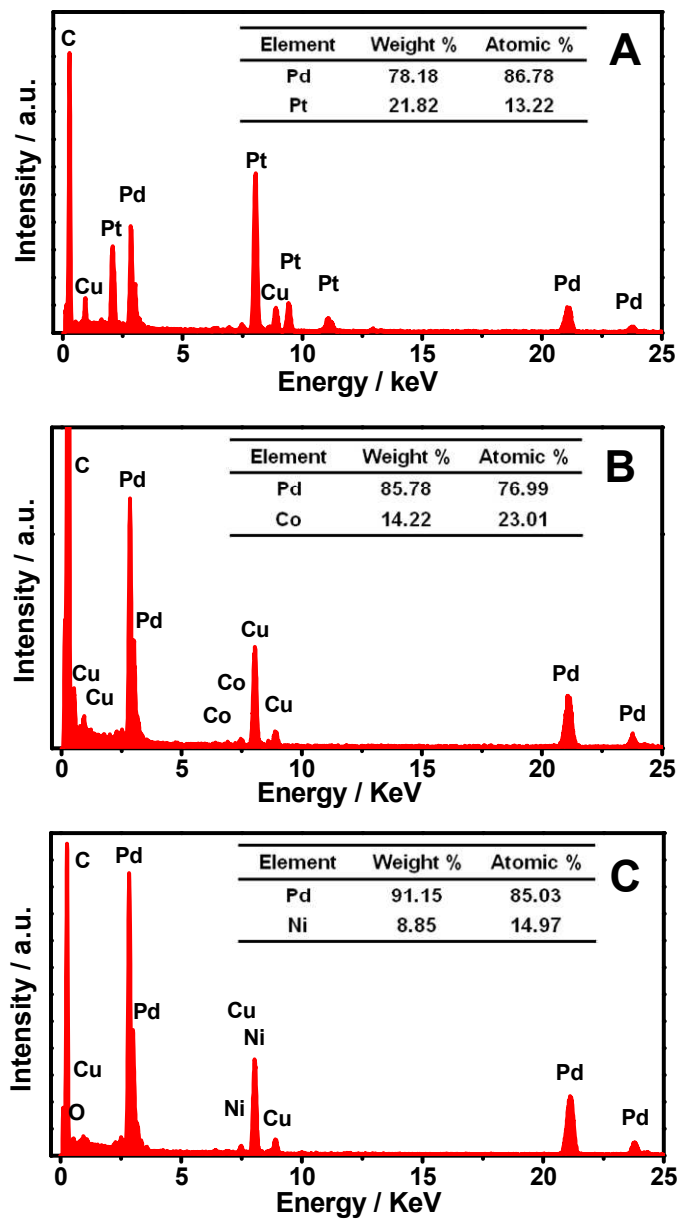 A
Element Weight % Atomic %
Pd 78.18 86.78
Pt 21.82 13.22
C
Cu
Pt
Pd
Pt
Cu
Pt
Pt
Pd
Pd
Intensity / a.u.
0 5 10 15 20 25
Energy / keV
B
Element Weight % Atomic %
Pd 85.78 76.99
Co 14.22 23.01
C
Pd
Pd
Cu
Cu
Cu
Co
Co
Cu
Pd
Pd
Intensity / a.u.
0 5 10 15 20 25
Energy / KeV
C
Element Weight % Atomic %
Pd 91.15 85.03
Ni 8.85 14.97
C
Pd
Pd
Cu
O
Cu
Ni
Ni
Cu
Pd
Pd
Intensity / a.u.
0 5 10 15 20 25
Energy / keV